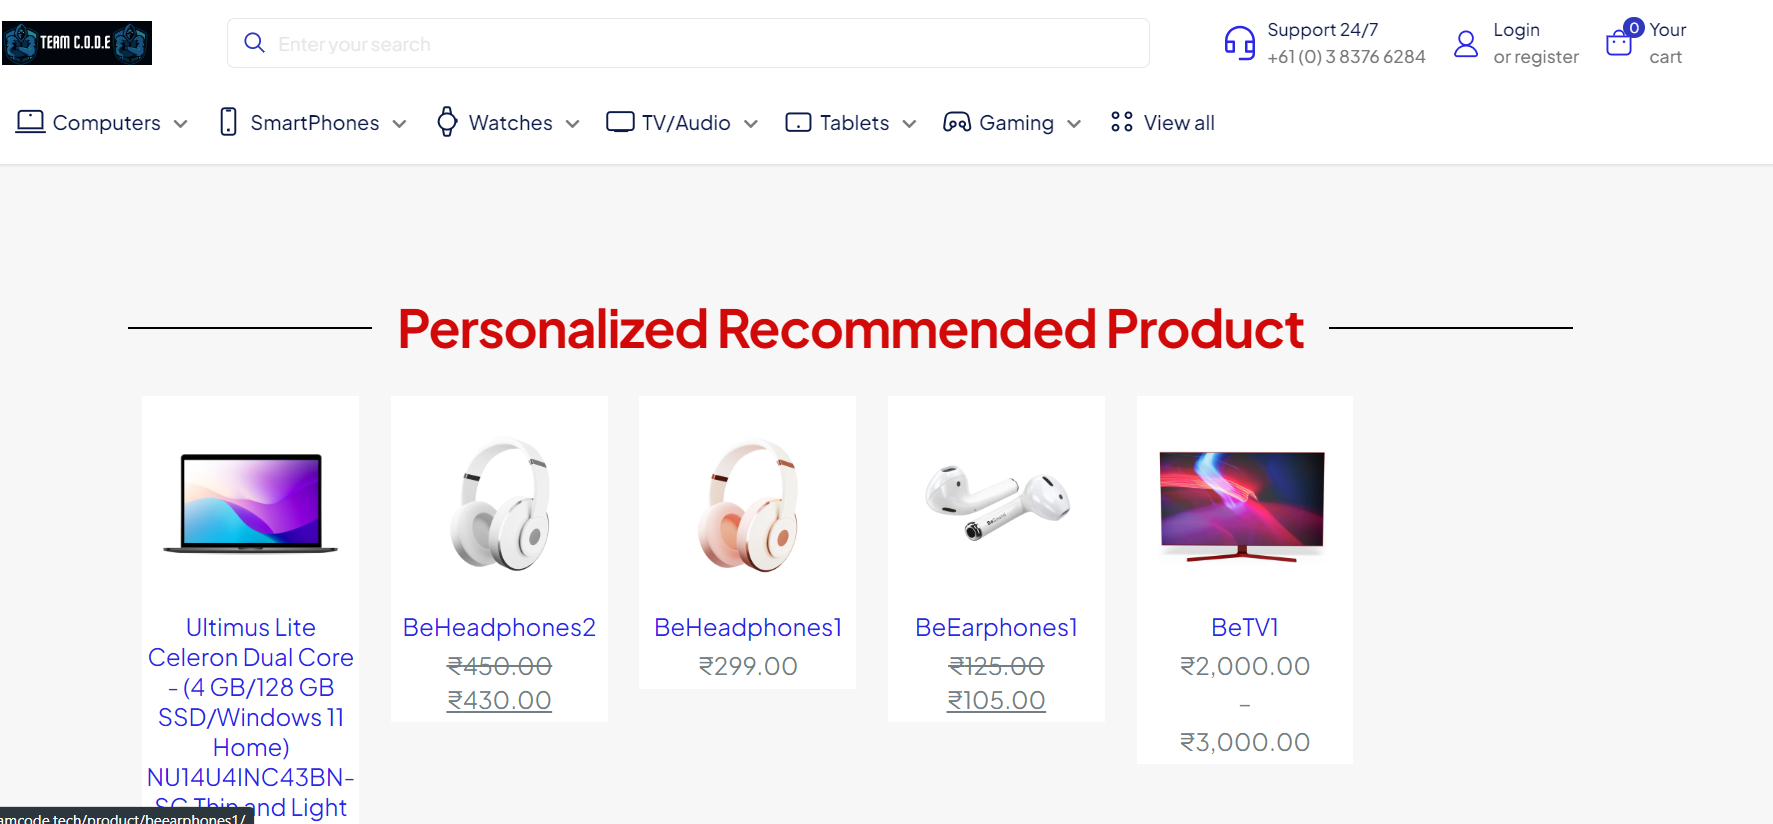 TEAM C.O.D.E
Enter your search
Support 24/7
+61 (0) 3 8376 6284
Login
or register
0
Your
cart
Computers
SmartPhones
Watches
TV/Audio
Tablets
Gaming
View all
Personalized Recommended Product
Ultimus Lite
Celeron Dual Core
- (4 GB/128 GB
SSD/Windows 11
Home)
NU14U4INC43BN-
SC Thin and Light
BeHeadphones2
₹450.00
₹430.00
BeHeadphones1
₹299.00
BeEarphones1
₹125.00
₹105.00
BeTV1
₹2,000.00
–
₹3,000.00
amcode.tech/product/beearphones1/